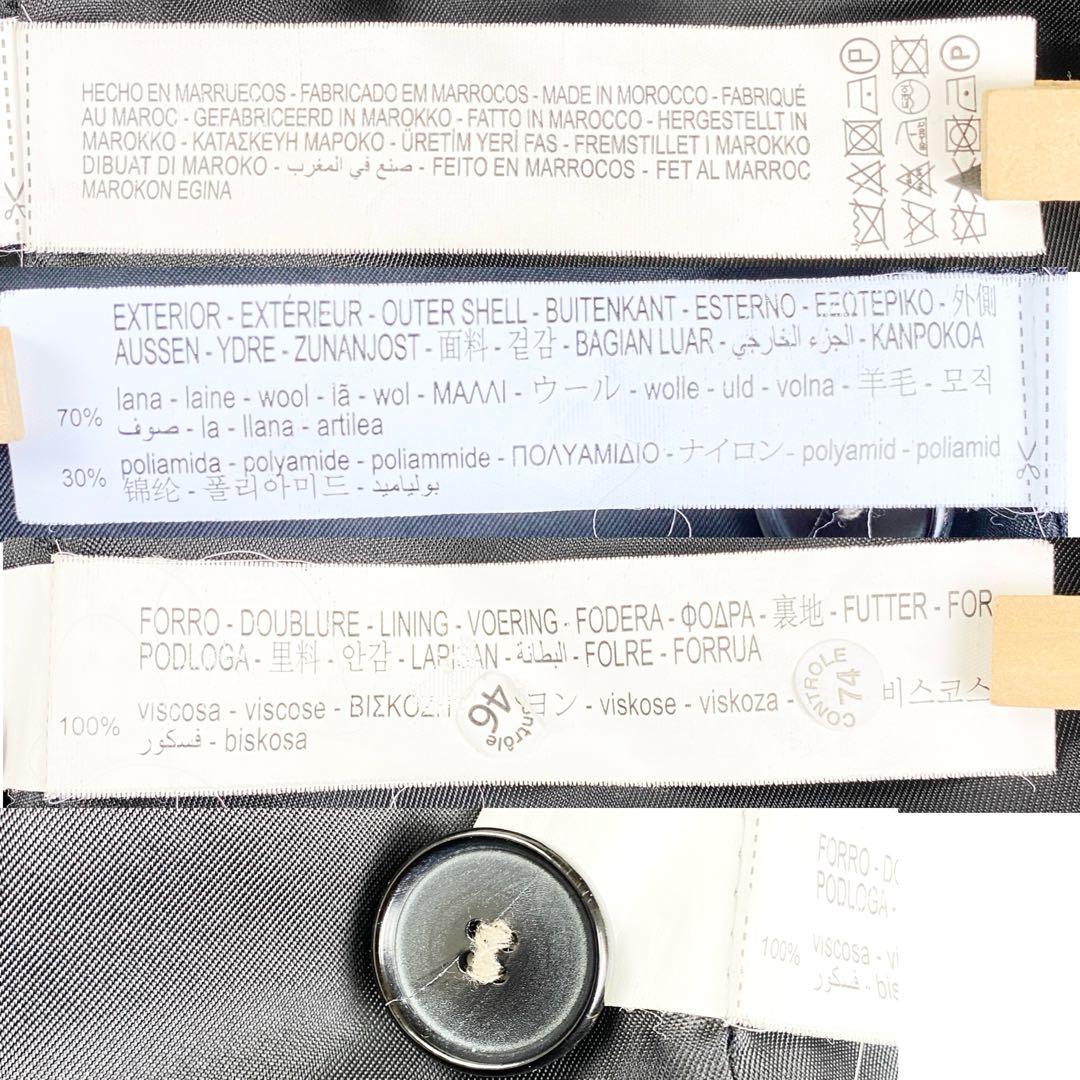 HECHO EN MARRUECOS - FABRICADO EM MARROCOS - MADE IN MOROCCO - FABRIQUÉ
AU MAROC - GEFABRICEERD IN MAROKKO - FATTO IN MAROCCO - HERGESTELLT IN
MAROKKO - ΚΑΤΑΣΚΕΥΗ ΜΑΡΟΚΟ - ÜRETİM YERİ FAS - FREMSTILLET I MAROKKO
DIBUAT DI MAROKO - صنع في المغرب - FEITO EN MARROCOS - FET AL MARROC
MAROKON EGINA
P
P
EXTERIOR - EXTÉRIEUR - OUTER SHELL - BUITENKANT - ESTERNO - ΕΞΩΤΕΡΙΚΟ - 外側
AUSSEN - YDRE - ZUNANJOST - 面料 - 겉감 - BAGIAN LUAR - الجزء الخارجي - KANPOKOA
70% lana - laine - wool - lã - wol - ΜΑΛΛΙ - ウール - wolle - uld - volna - 羊毛 - 모직
صوف - la - llana - artilea
30% poliamida - polyamide - poliammide - ΠΟΛΥΑΜΙΔΙΟ - ナイロン - polyamid - poliamid
锦纶 - 폴리아미드 - بولياميد
FORRO - DOUBLURE - LINING - VOERING - FODERA - ΦΟΔΡΑ - 裏地 - FUTTER - FOR
PODLOGA - 里料 - 안감 - LAPISAN - البطانة - FOLRE - FORRUA
100% viscosa - viscose - - viskose - viskoza - 비스코스
فسكور - biskosa
46 contrôle
CONTROLE 74
FORRO - DO
PODLOGA -
100% viscosa - vi
فسكور - bis